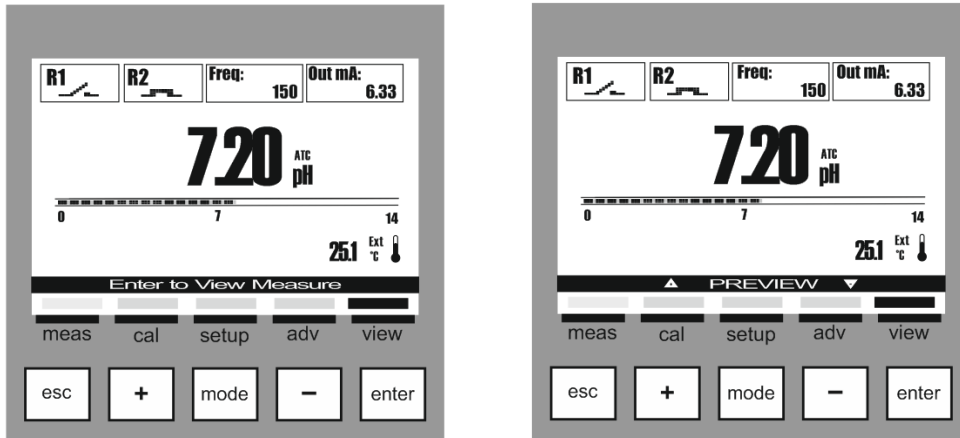 R1 R2 Freq: 150 Out mA: 6.33
7.20 ATC pH
0 7 14
25.1 Ext °C
Enter to View Measure
meas cal setup adv view
esc + mode - enter
R1 R2 Freq: 150 Out mA: 6.33
7.20 ATC pH
0 7 14
25.1 Ext °C
PREVIEW
meas cal setup adv view
esc + mode - enter